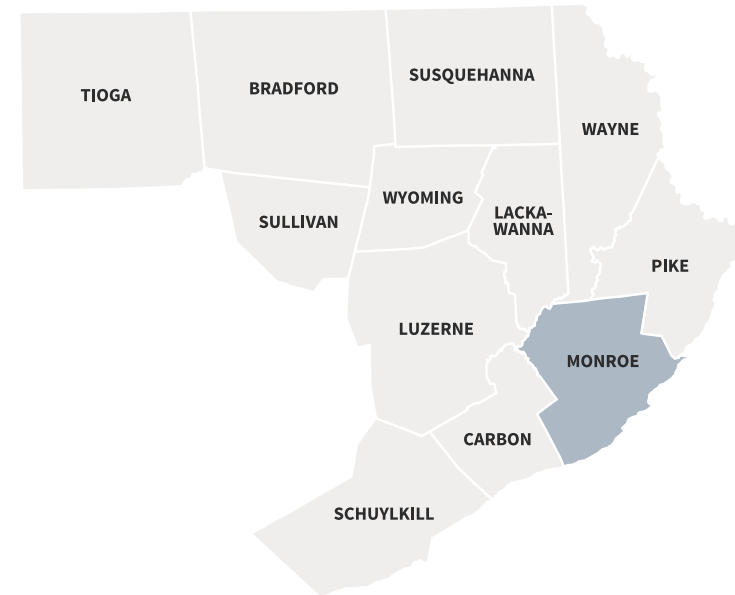 SUSQUEHANNA
BRADFORD
TIOGA
WAYNE
WYOMING
LACKA-
WANNA
SULLIVAN
PIKE
LUZERNE
MONROE
CARBON
SCHUYLKILL